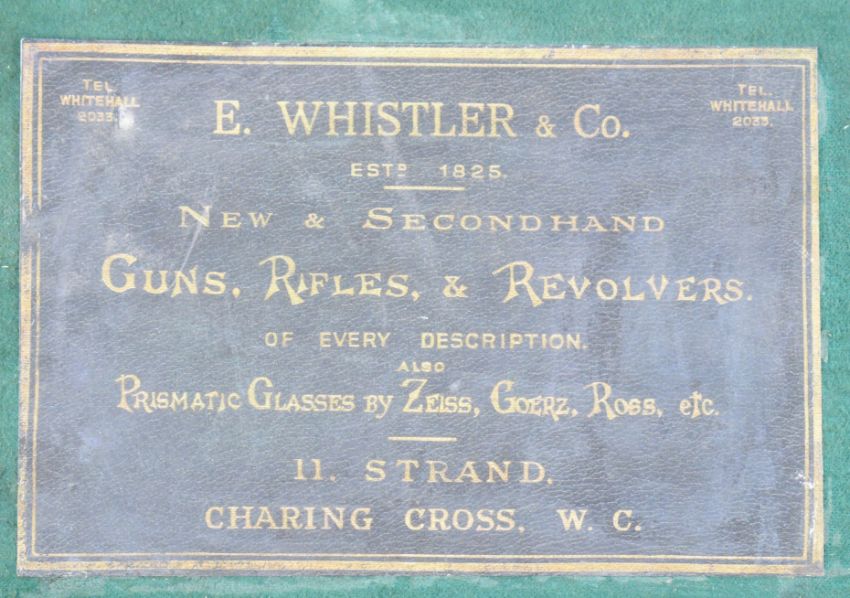 TEL.
WHITEHALL
2033.
TEL.
WHITEHALL
2033.
E. WHISTLER & Co.
ESTD 1825.
NEW & SECONDHAND
GUNS, RIFLES, & REVOLVERS.
OF EVERY DESCRIPTION.
ALSO
PRISMATIC GLASSES BY ZEISS, GOERZ, ROSS, etc.
11, STRAND,
CHARING CROSS, W. C.